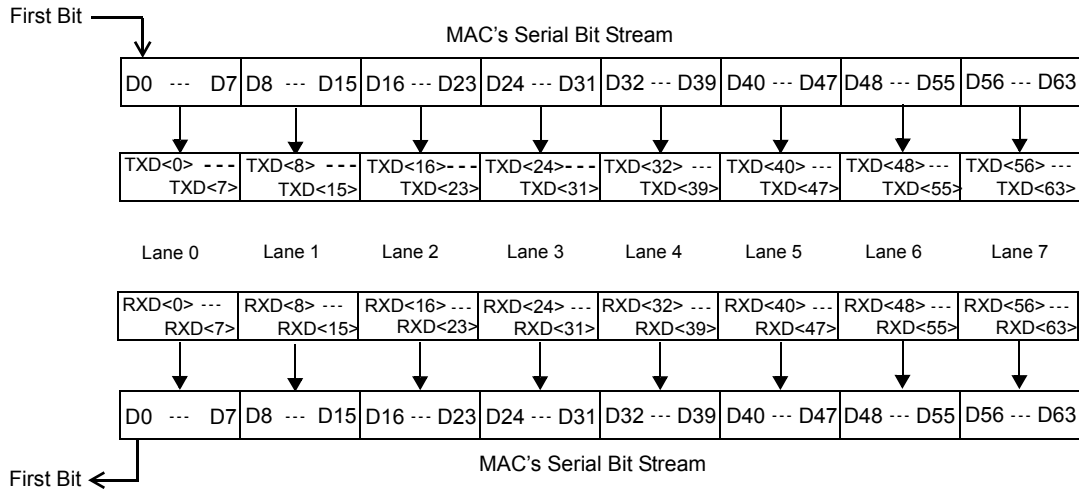 First Bit
MAC's Serial Bit Stream
D0 --- D7 D8 --- D15 D16 --- D23 D24 --- D31 D32 --- D39 D40 --- D47 D48 --- D55 D56 --- D63
TXD<0> --- TXD<8> --- TXD<16>--- TXD<24>--- TXD<32> --- TXD<40> --- TXD<48> --- TXD<56> ---
TXD<7> TXD<15> TXD<23> TXD<31> TXD<39> TXD<47> TXD<55> TXD<63>
Lane 0 Lane 1 Lane 2 Lane 3 Lane 4 Lane 5 Lane 6 Lane 7
RXD<0> --- RXD<8> --- RXD<16> --- RXD<24> --- RXD<32> --- RXD<40> --- RXD<48> --- RXD<56> ---
RXD<7> RXD<15> RXD<23> RXD<31> RXD<39> RXD<47> RXD<55> RXD<63>
D0 --- D7 D8 --- D15 D16 --- D23 D24 --- D31 D32 --- D39 D40 --- D47 D48 --- D55 D56 --- D63
MAC's Serial Bit Stream
First Bit